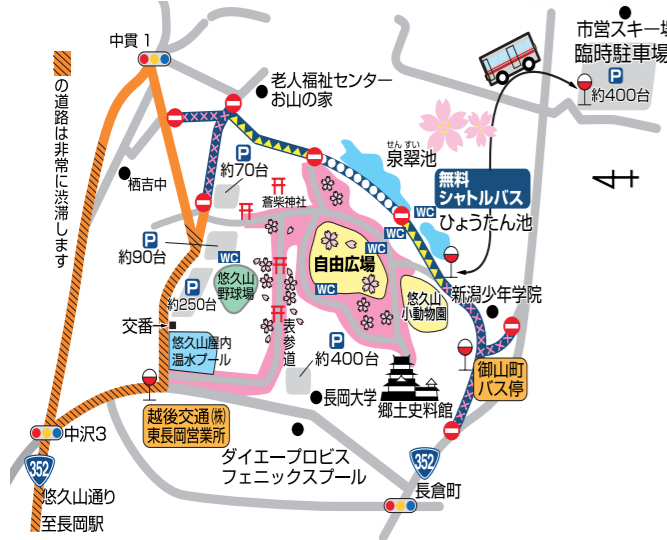 中貫1
の道路は非常に渋滞します
老人福祉センター
お山の家
市営スキー場
臨時駐車場
P
約400台
せんすい
泉翠池
栖吉中
P
約70台
蒼柴神社
無料
シャトルバス
WC
ひょうたん池
P
約90台
WC
悠久山
野球場
自由広場
WC
WC
悠久山
小動物園
新潟少年学院
P
約250台
交番
悠久山屋内
温水プール
表参道
P
約400台
御山町
バス停
長岡大学
郷土史料館
越後交通㈱
東長岡営業所
中沢3
ダイエープロビス
フェニックスプール
352
悠久山通り
至長岡駅
352
長倉町